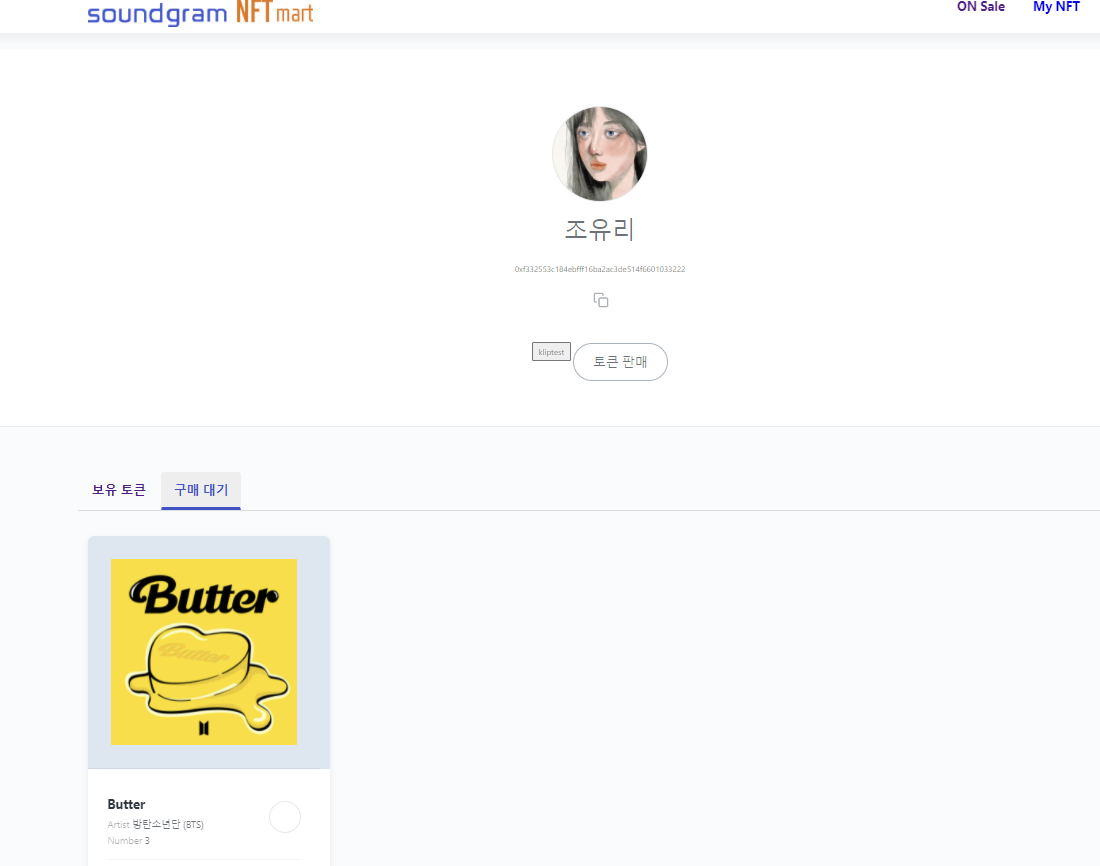 soundgram NFT mart
ON Sale
My NFT
조유리
0xf332553c184ebfff16ba2ac3de514f6601033222
kliptest
토큰 판매
보유 토큰
구매 대기
Butter
Butter
Butter
Artist 방탄소년단 (BTS)
Number 3